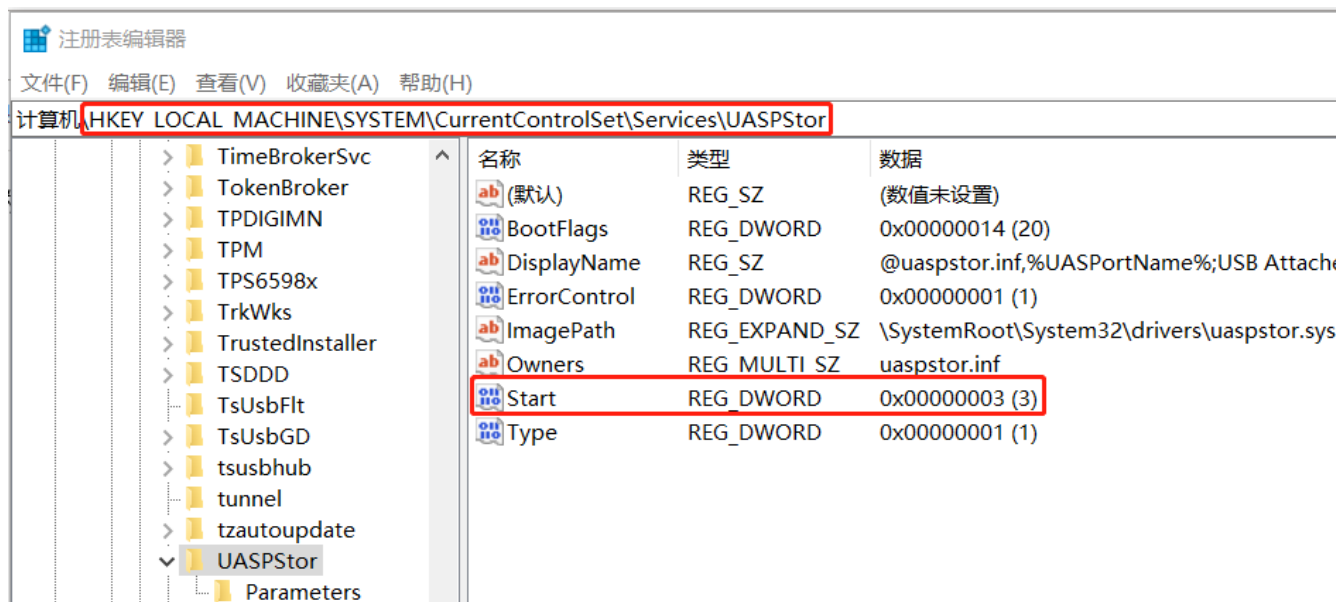 注册表编辑器
文件(F) 编辑(E) 查看(V) 收藏夹(A) 帮助(H)
计算机\HKEY_LOCAL_MACHINE\SYSTEM\CurrentControlSet\Services\UASPStor
TimeBrokerSvc
TokenBroker
TPDIGIMN
TPM
TPS6598x
TrkWks
TrustedInstaller
TSDDD
TsUsbFlt
TsUsbGD
tsusbhub
tunnel
tzautoupdate
UASPStor
Parameters
名称 类型 数据
(默认) REG_SZ (数值未设置)
BootFlags REG_DWORD 0x00000014 (20)
DisplayName REG_SZ @uaspstor.inf,%UASPortName%;USB Attache
ErrorControl REG_DWORD 0x00000001 (1)
ImagePath REG_EXPAND_SZ \SystemRoot\System32\drivers\uaspstor.sys
Owners REG_MULTI_SZ uaspstor.inf
Start REG_DWORD 0x00000003 (3)
Type REG_DWORD 0x00000001 (1)